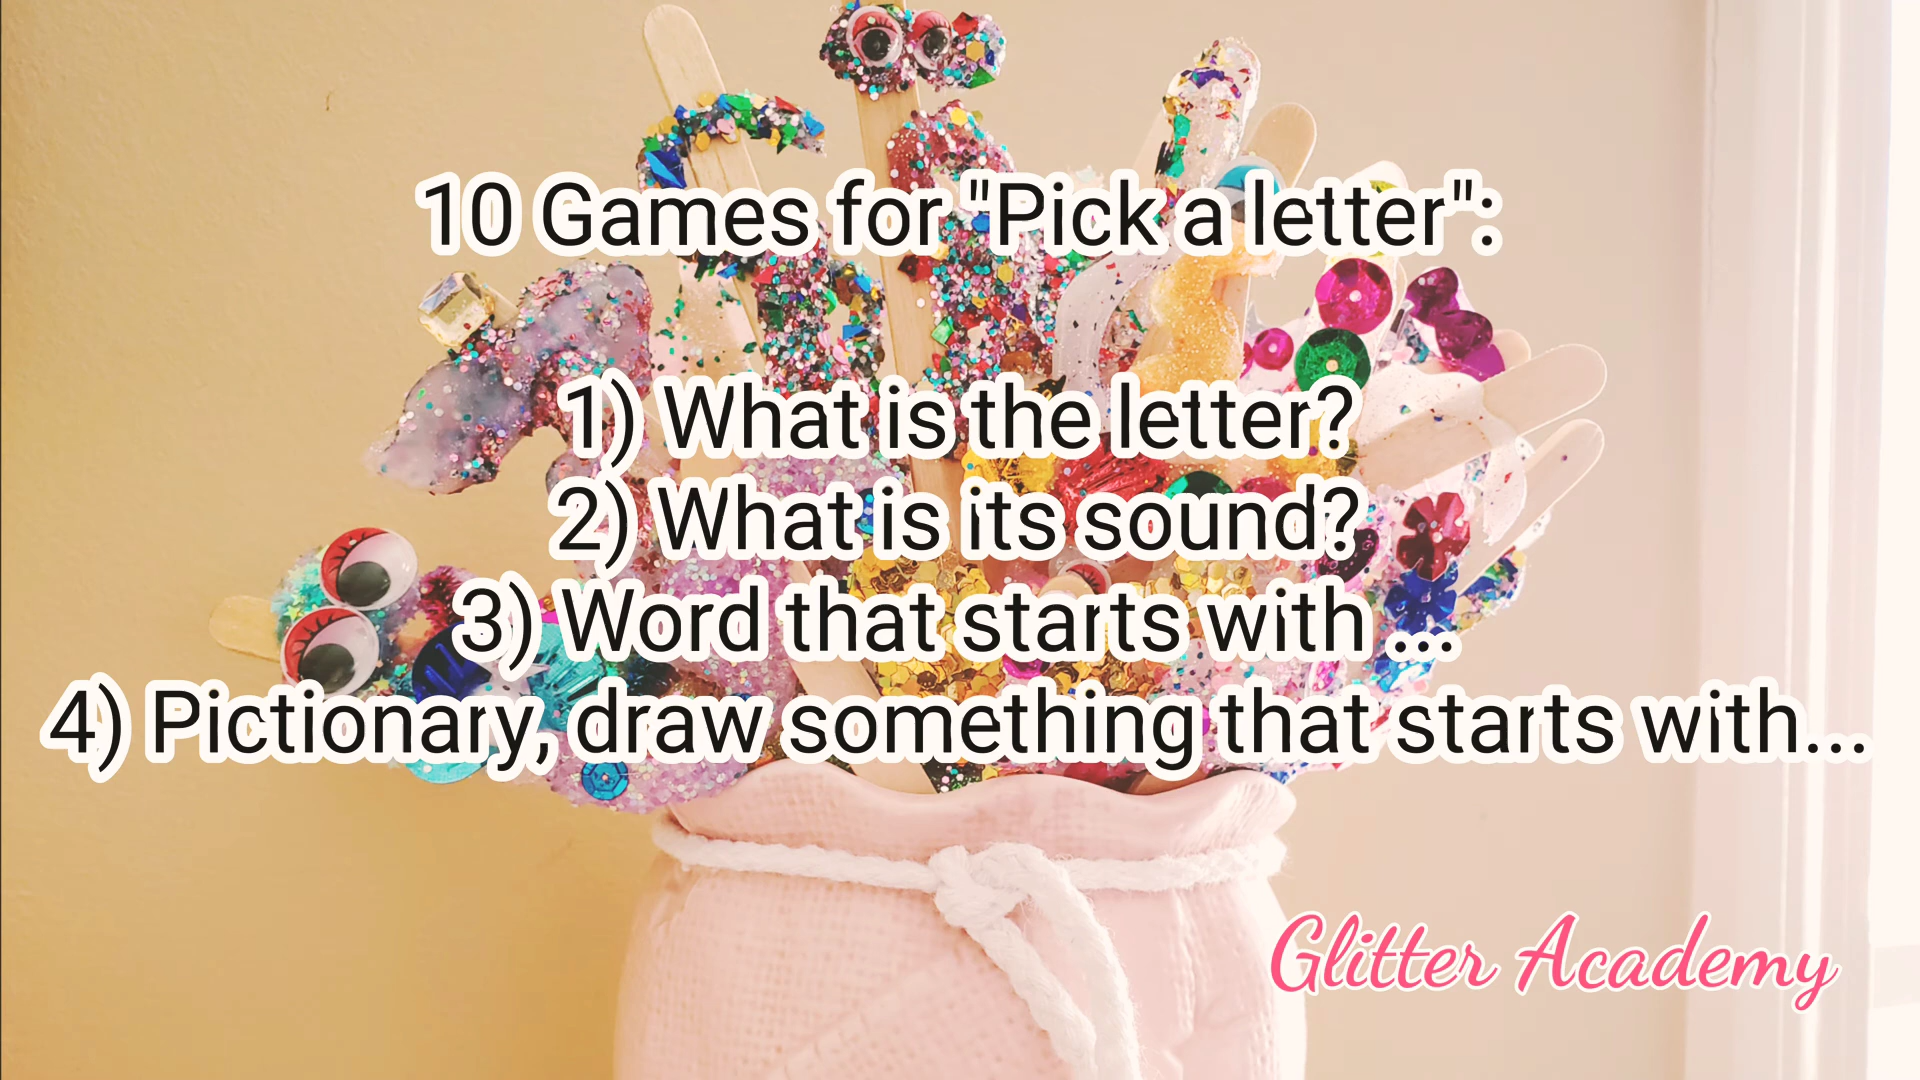 10 Games for "Pick a letter":
1) What is the letter?
2) What is its sound?
3) Word that starts with ...
4) Pictionary, draw something that starts with...
Glitter Academy